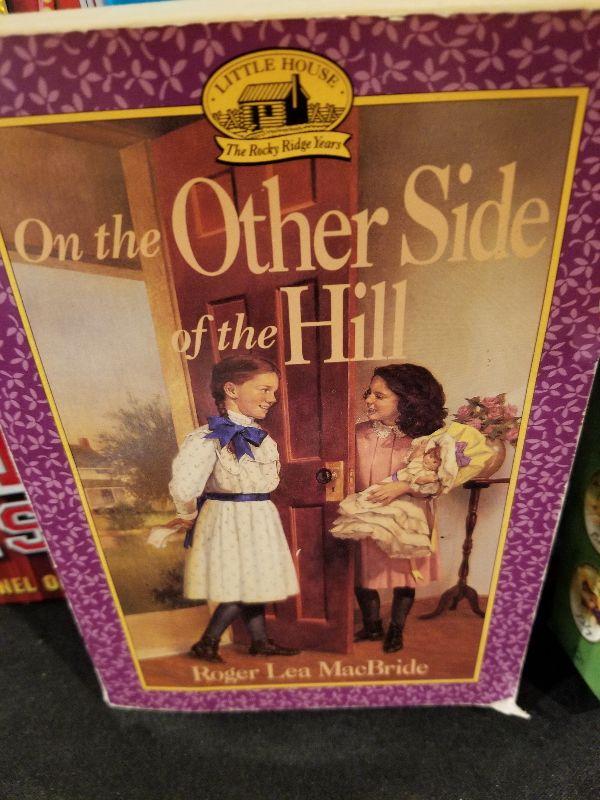 LITTLE HOUSE
The Rocky Ridge Years
On the Other Side
of the Hill
Roger Lea MacBride